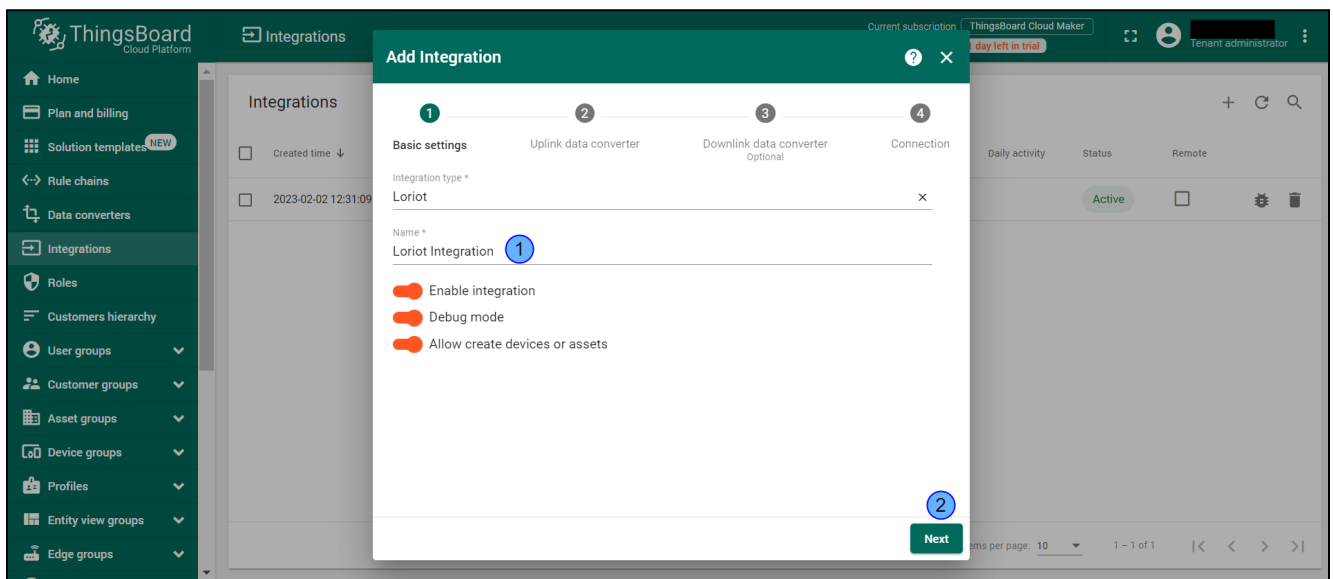 ThingsBoard
Cloud Platform
Integrations
Current subscription
ThingsBoard Cloud Maker
day left in trial
Tenant administrator
Home
Plan and billing
Solution templates NEW
Rule chains
Data converters
Integrations
Roles
Customers hierarchy
User groups
Customer groups
Asset groups
Device groups
Profiles
Entity view groups
Edge groups
Integrations
Created time
Daily activity
Status
Remote
2023-02-02 12:31:09
Active
Add Integration
1
2
3
4
Basic settings
Uplink data converter
Downlink data converter
Optional
Connection
Integration type *
Loriot
Name *
Loriot Integration
1
Enable integration
Debug mode
Allow create devices or assets
2
Next
per page: 10
1 – 1 of 1